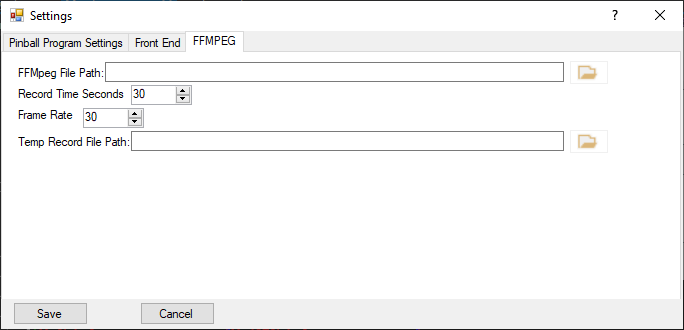 Settings
Pinball Program Settings Front End FFMPEG
FFMpeg File Path:
Record Time Seconds 30
Frame Rate 30
Temp Record File Path:
Save Cancel